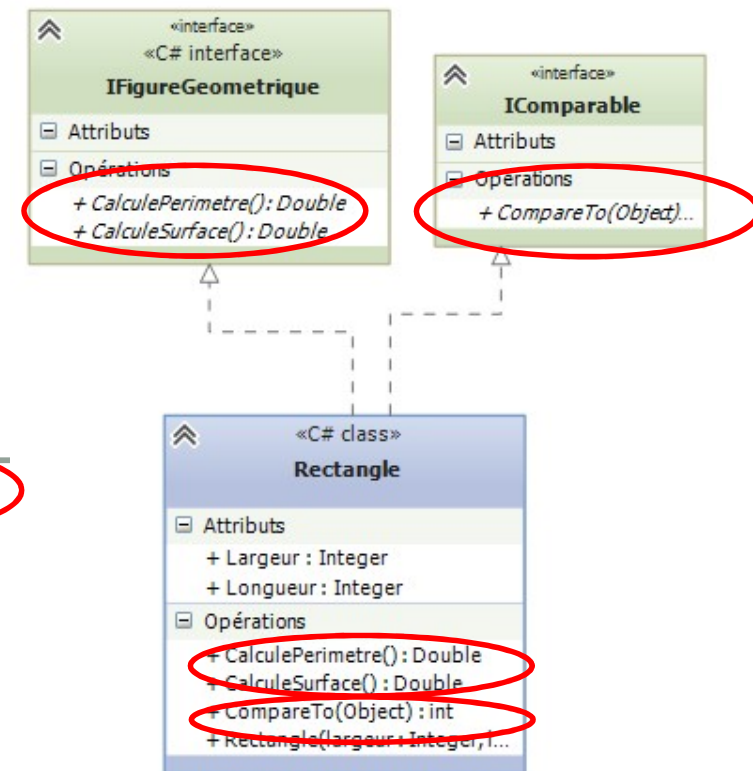 «interface»
«C# interface»
IFigureGeometrique
Attributs
Opérations
+ CalculePerimetre() : Double
+ CalculeSurface() : Double
«interface»
IComparable
Attributs
Operations
+ CompareTo(Object)...
«C# class»
Rectangle
Attributs
+ Largeur : Integer
+ Longueur : Integer
Opérations
+ CalculePerimetre() : Double
+ CalculeSurface() : Double
+ CompareTo(Object) : int
+ Rectangle(largeur : Integer, l...